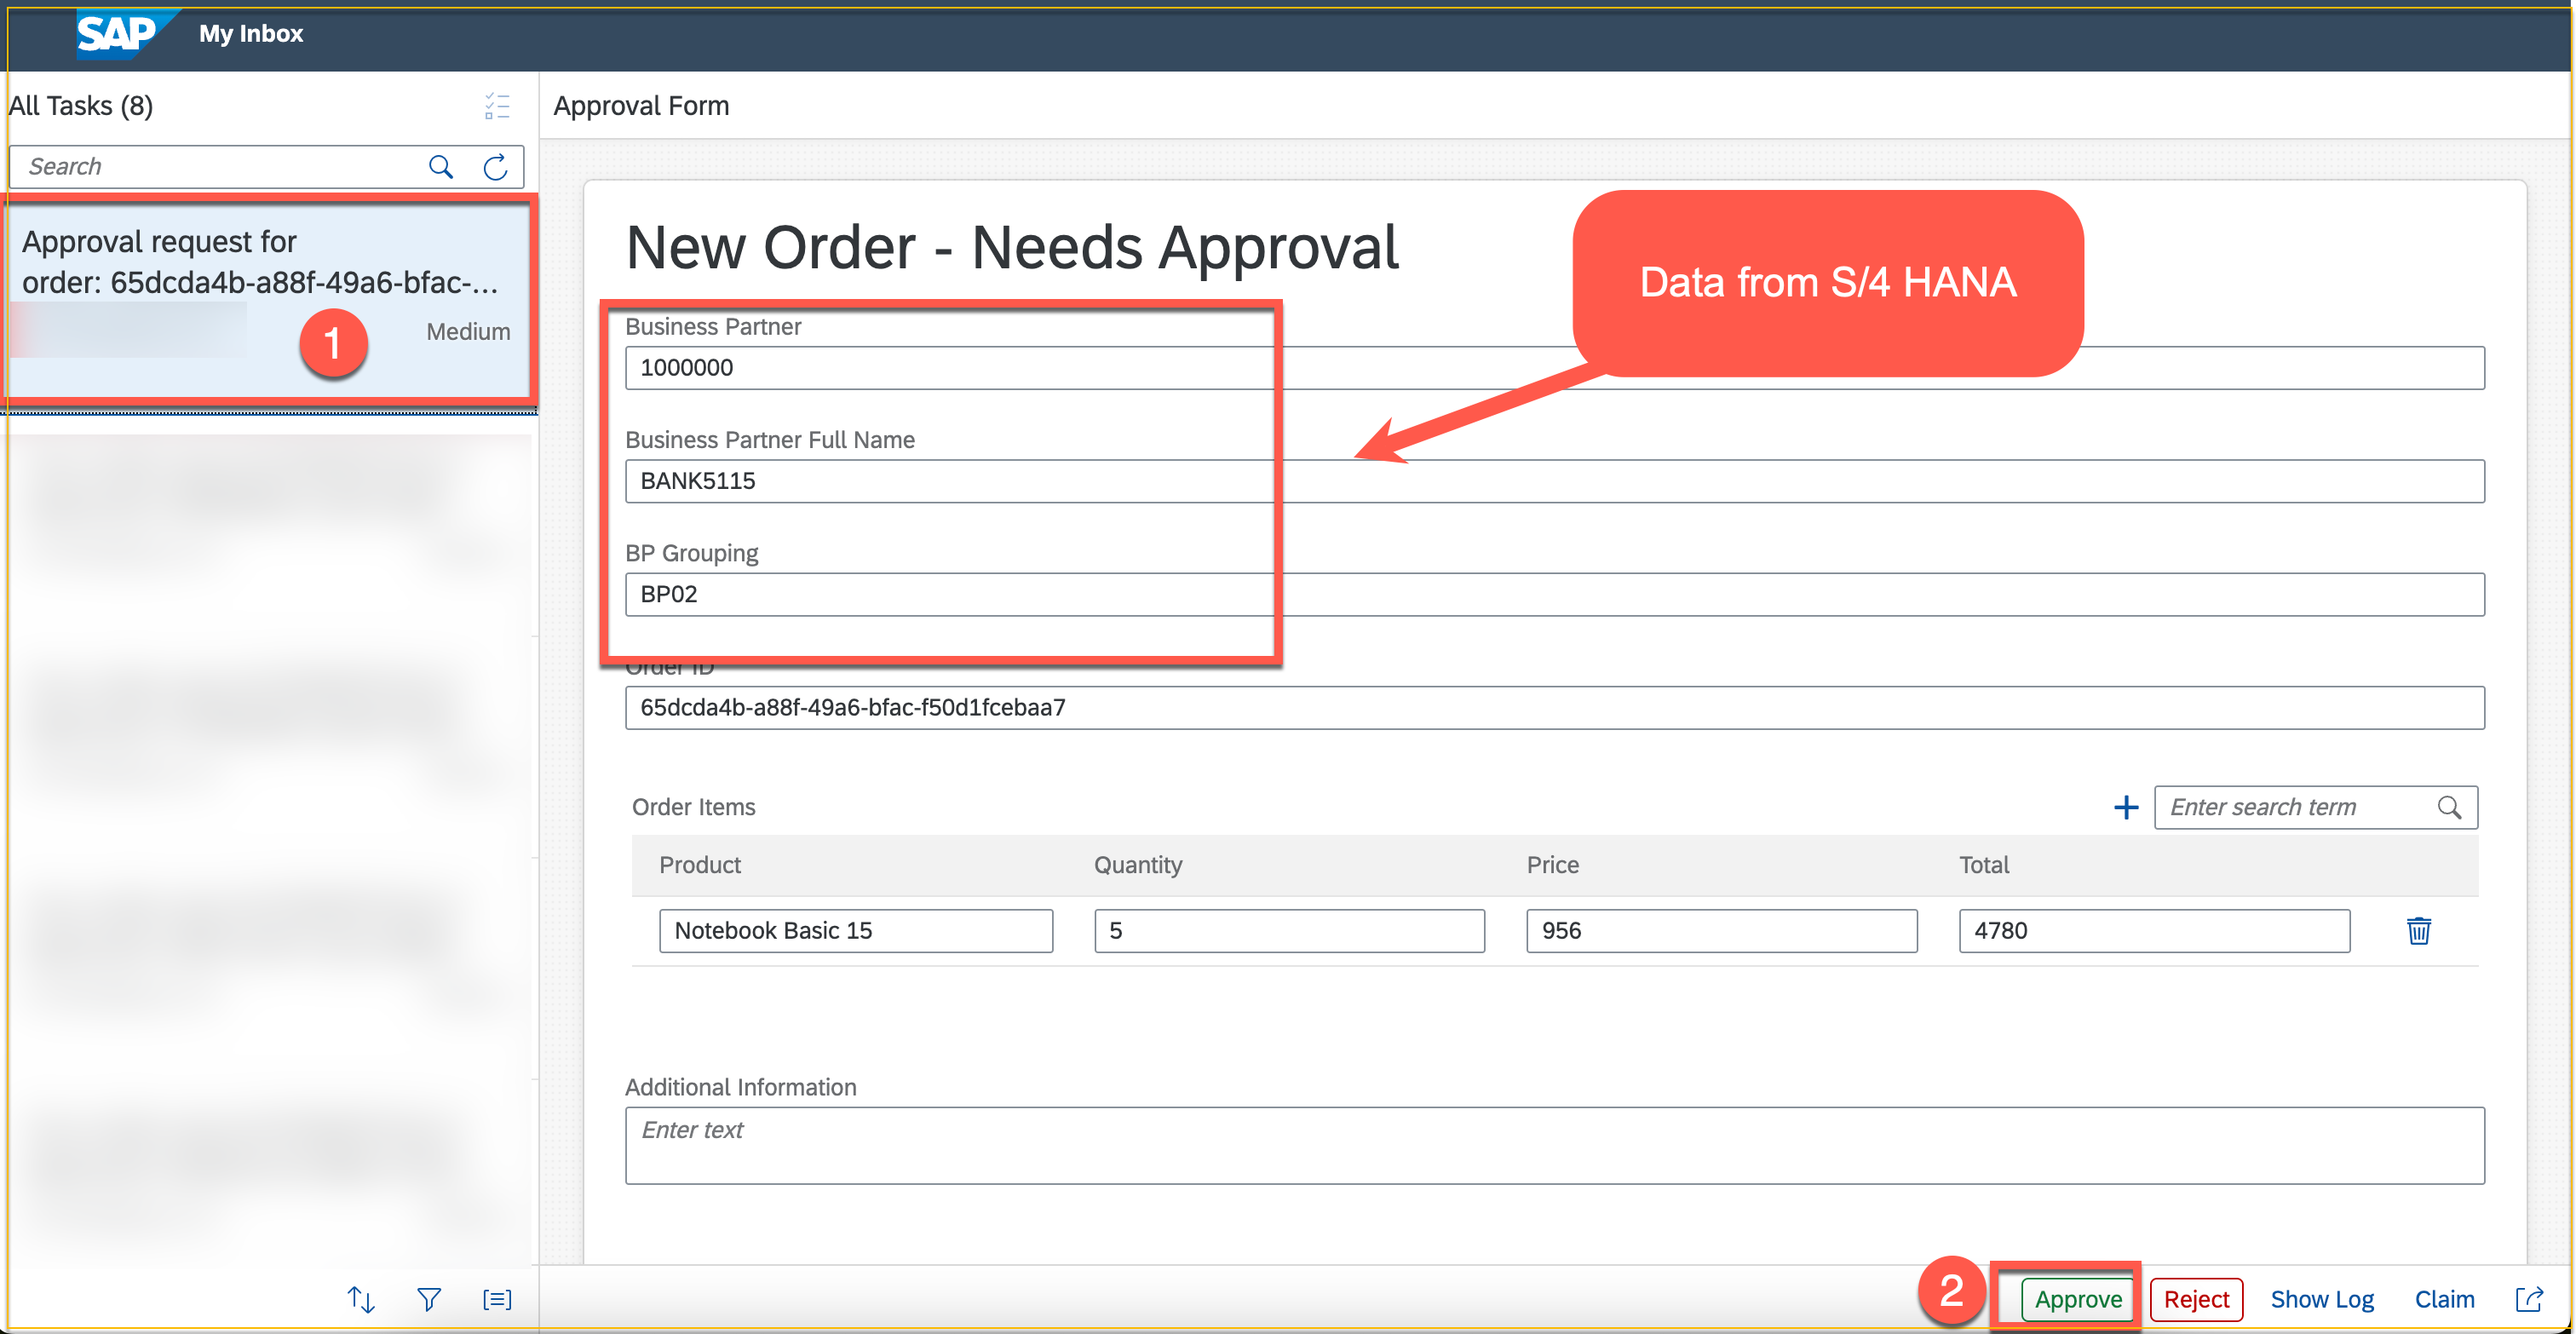 SAP My Inbox
All Tasks (8)
Search
Approval request for
order: 65dcda4b-a88f-49a6-bfac-...
1
Medium
Approval Form
New Order - Needs Approval
Data from S/4 HANA
Business Partner
1000000
Business Partner Full Name
BANK5115
BP Grouping
BP02
Order ID
65dcda4b-a88f-49a6-bfac-f50d1fcebaa7
Order Items
Enter search term
Product Quantity Price Total
Notebook Basic 15 5 956 4780
Additional Information
Enter text
2 Approve Reject Show Log Claim